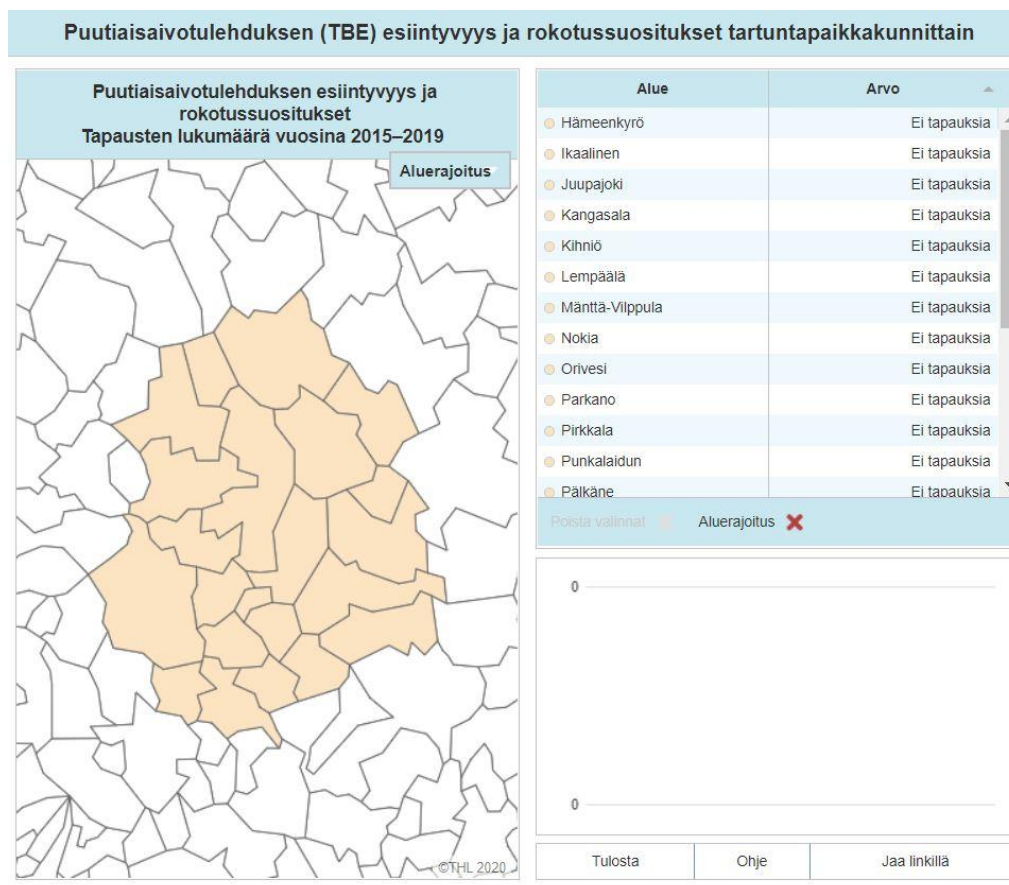 Puutiaisaivotulehduksen (TBE) esiintyvyys ja rokotussuositukset tartuntapaikkakunnittain
Puutiaisaivotulehduksen esiintyvyys ja
rokotussuositukset
Tapausten lukumäärä vuosina 2015–2019
Aluerajoitus
©THL 2020
Alue Arvo
Hämeenkyrö Ei tapauksia
Ikaalinen Ei tapauksia
Juupajoki Ei tapauksia
Kangasala Ei tapauksia
Kihniö Ei tapauksia
Lempäälä Ei tapauksia
Mänttä-Vilppula Ei tapauksia
Nokia Ei tapauksia
Orivesi Ei tapauksia
Parkano Ei tapauksia
Pirkkala Ei tapauksia
Punkalaidun Ei tapauksia
Pälkäne Ei tapauksia
Poista valinnat Aluerajoitus
0
0
Tulosta Ohje Jaa linkillä